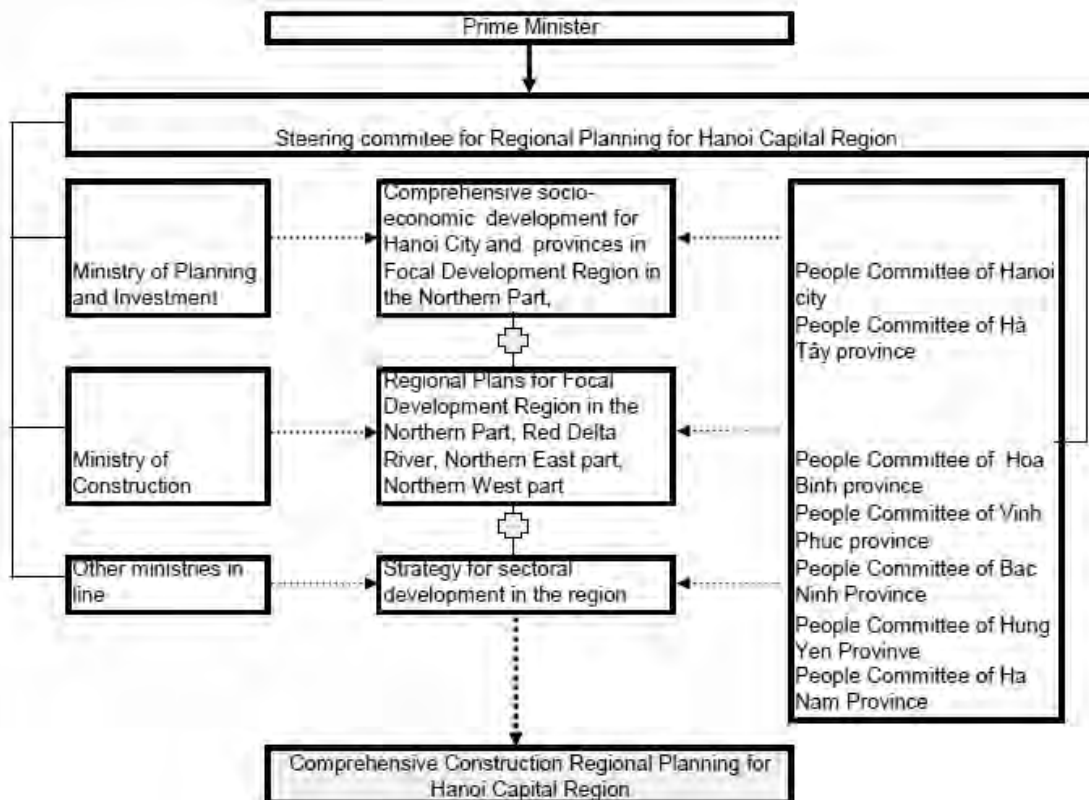 Prime Minister
Steering commitee for Regional Planning for Hanoi Capital Region
Ministry of Planning
and Investment
Comprehensive socio-
economic development for
Hanoi City and provinces in
Focal Development Region in
the Northern Part,
People Committee of Hanoi
city
People Committee of Hà
Tây province
Ministry of
Construction
Regional Plans for Focal
Development Region in the
Northern Part, Red Delta
River, Northern East part,
Northern West part
People Committee of Hoa
Binh province
People Committee of Vinh
Phuc province
People Committee of Bac
Ninh Province
People Committee of Hung
Yen Provinve
People Committee of Ha
Nam Province
Other ministries in
line
Strategy for sectoral
development in the region
Comprehensive Construction Regional Planning for
Hanoi Capital Region